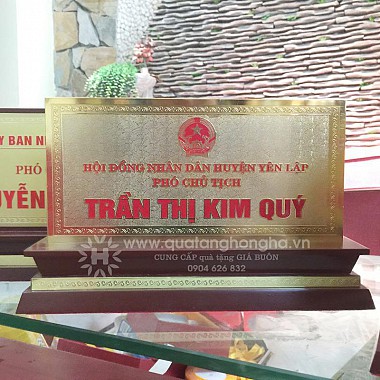 HỘI ĐỒNG NHÂN DÂN HUYỆN YÊN LẬP
PHÓ CHỦ TỊCH
TRẦN THỊ KIM QUÝ
Y BAN N
PHÓ
YỄN
H
www.quatanghongha.vn
CUNG CẤP quà tặng GIÁ BUÔN
0904 626 832